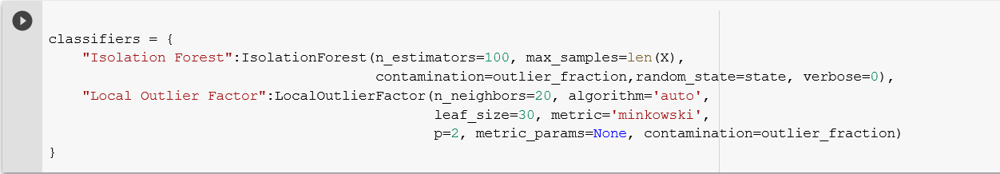 classifiers = {
    "Isolation Forest":IsolationForest(n_estimators=100, max_samples=len(X),
                                       contamination=outlier_fraction,random_state=state, verbose=0),
    "Local Outlier Factor":LocalOutlierFactor(n_neighbors=20, algorithm='auto',
                                              leaf_size=30, metric='minkowski',
                                              p=2, metric_params=None, contamination=outlier_fraction)
}